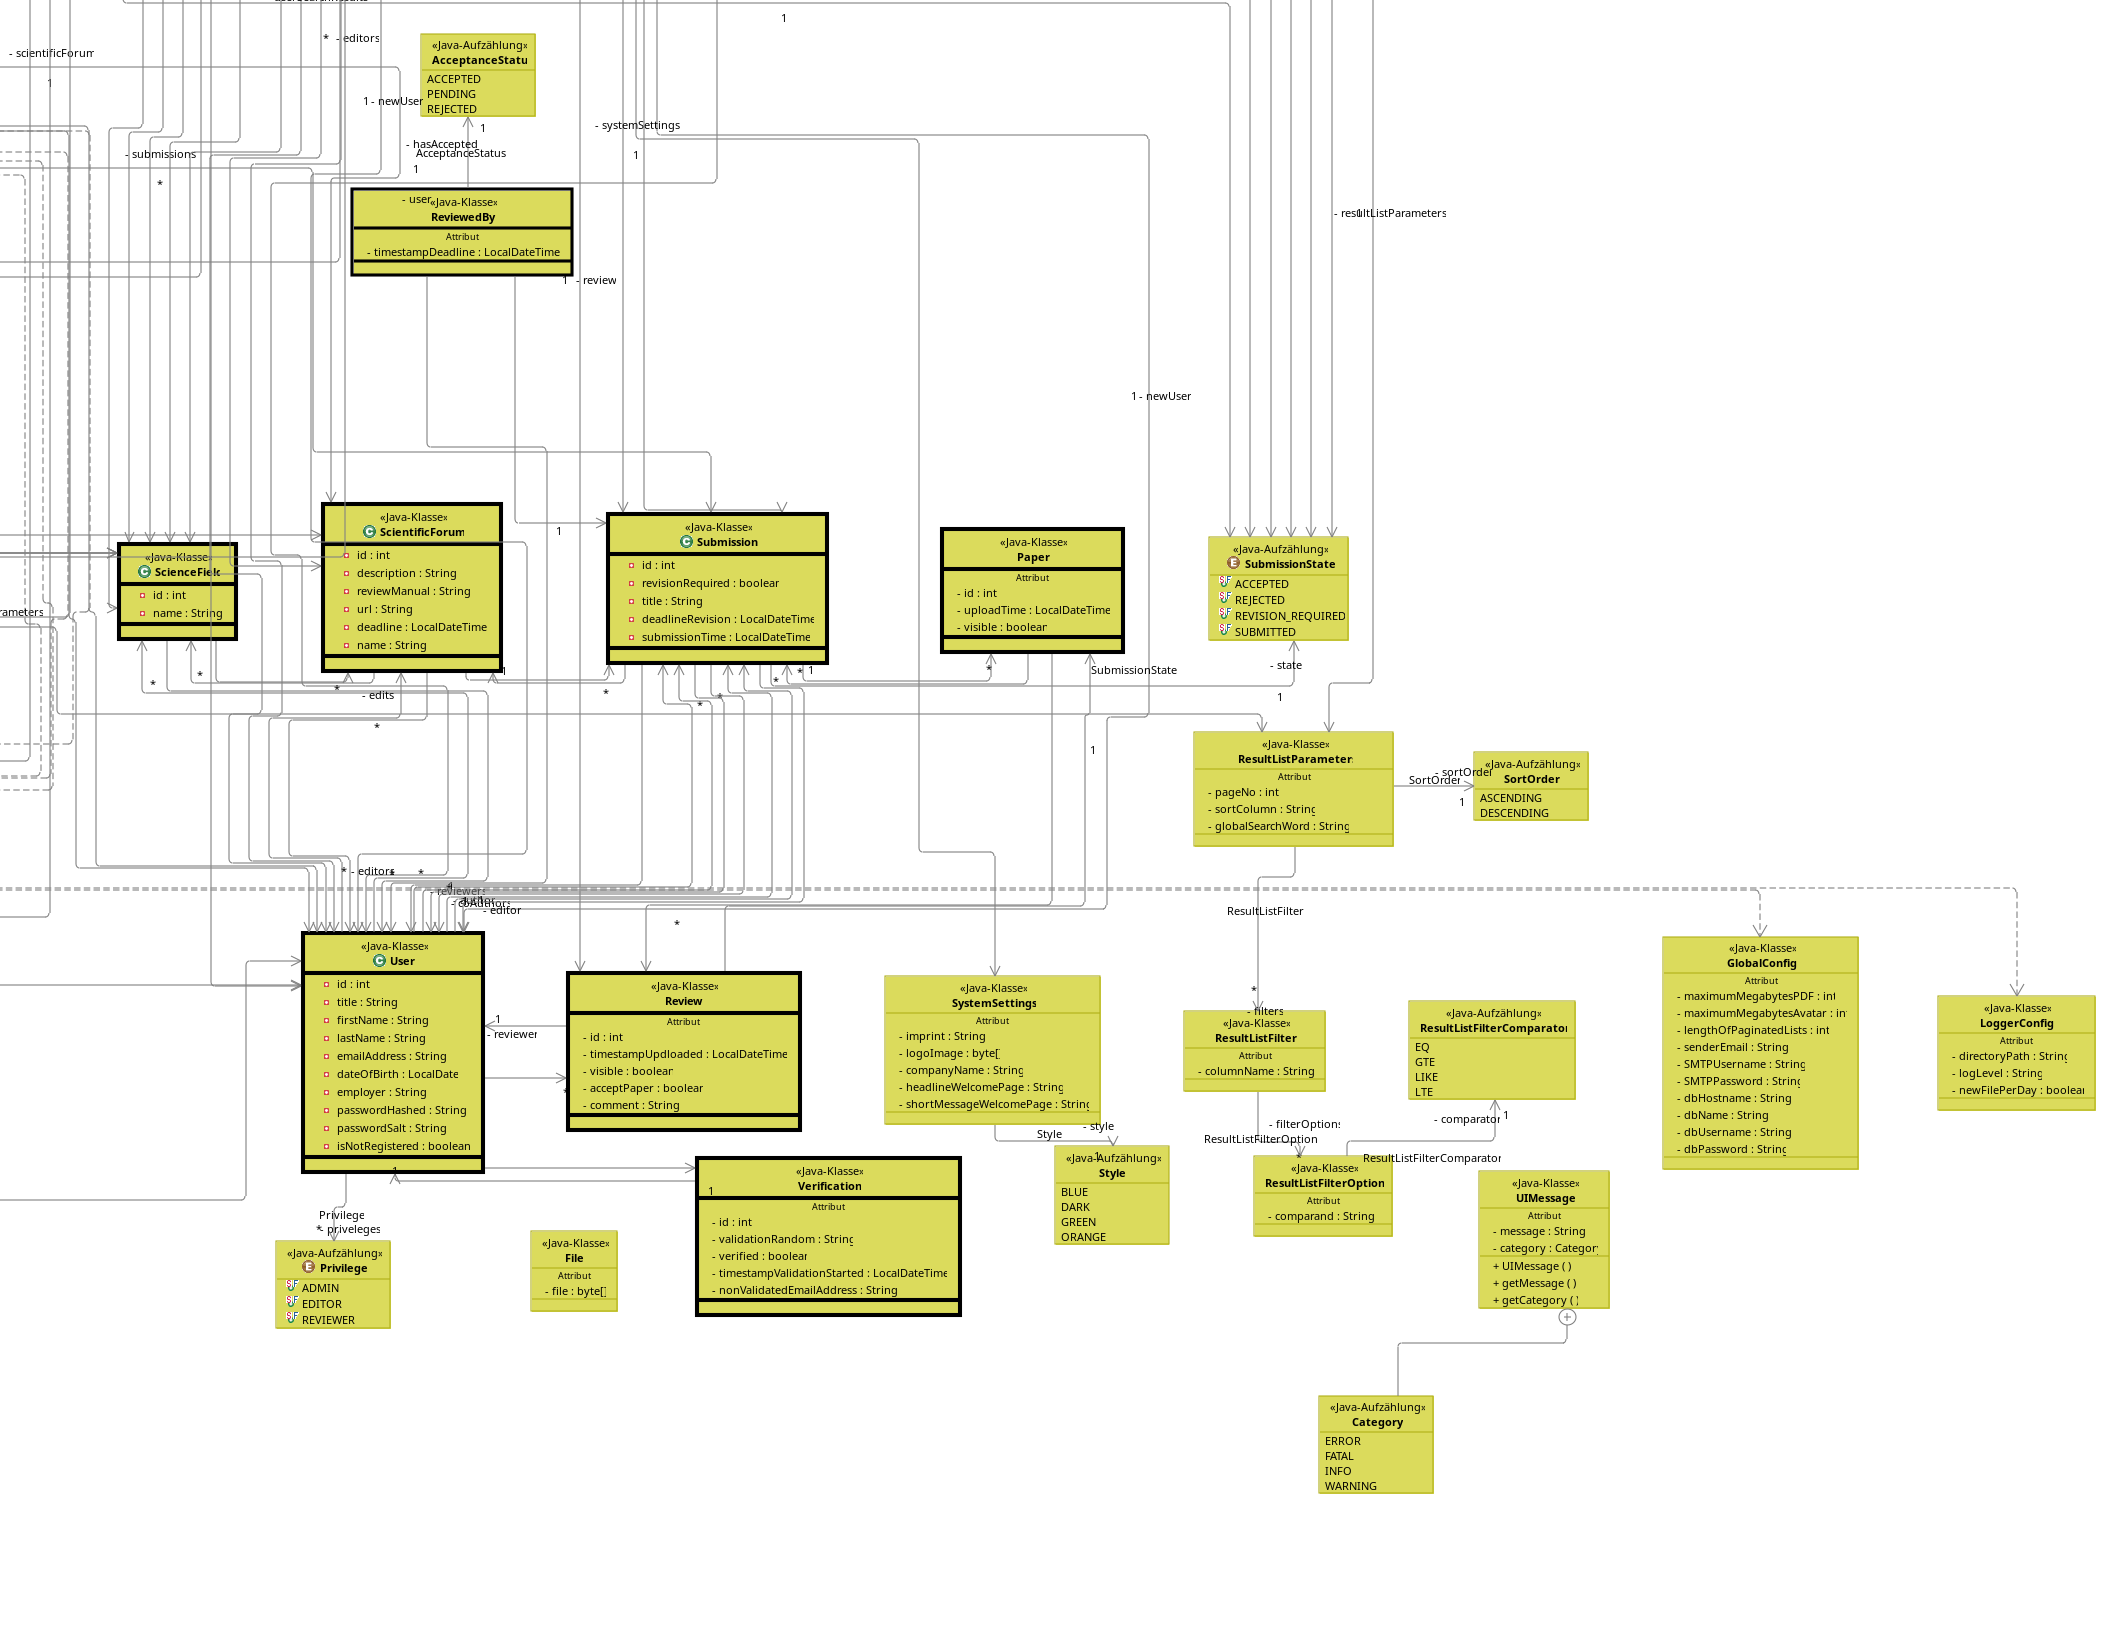 1
* - editors
- scientificForum
1
«Java-Aufzählung»
AcceptanceStatu
ACCEPTED
PENDING
REJECTED
1 - newUser
1
- hasAccepted
AcceptanceStatus
1
- systemSettings
1
- submissions
*
- user
«Java-Klasse»
ReviewedBy
Attribut
- timestampDeadline : LocalDateTime
1 - review
- resultListParameters
1
1 - newUser
«Java-Klasse»
ScienceField
id : int
name : String
rameters
«Java-Klasse»
ScientificForum
id : int
description : String
reviewManual : String
url : String
deadline : LocalDateTime
name : String
1
«Java-Klasse»
Submission
id : int
revisionRequired : boolean
title : String
deadlineRevision : LocalDateTime
submissionTime : LocalDateTime
«Java-Klasse»
Paper
Attribut
- id : int
- uploadTime : LocalDateTime
- visible : boolean
«Java-Aufzählung»
SubmissionState
ACCEPTED
REJECTED
REVISION_REQUIRED
SUBMITTED
*
*
*
- edits
*
1
*
*
*
*
*
1
*
SubmissionState
- state
1
1
«Java-Klasse»
ResultListParameter
Attribut
- pageNo : int
- sortColumn : String
- globalSearchWord : String
SortOrder
- sortOrder
1
«Java-Aufzählung»
SortOrder
ASCENDING
DESCENDING
* - editors
*
*
- reviewers
- coAuthors
- editor
*
«Java-Klasse»
User
id : int
title : String
firstName : String
lastName : String
emailAddress : String
dateOfBirth : LocalDate
employer : String
passwordHashed : String
passwordSalt : String
isNotRegistered : boolean
1
- reviewer
*
«Java-Klasse»
Review
Attribut
- id : int
- timestampUpdloaded : LocalDateTime
- visible : boolean
- acceptPaper : boolean
- comment : String
«Java-Klasse»
SystemSettings
Attribut
- imprint : String
- logoImage : byte[]
- companyName : String
- headlineWelcomePage : String
- shortMessageWelcomePage : String
ResultListFilter
*
- filters
«Java-Klasse»
ResultListFilter
Attribut
- columnName : String
«Java-Aufzählung»
ResultListFilterComparator
EQ
GTE
LIKE
LTE
«Java-Klasse»
GlobalConfig
Attribut
- maximumMegabytesPDF : int
- maximumMegabytesAvatar : int
- lengthOfPaginatedLists : int
- senderEmail : String
- SMTPUsername : String
- SMTPPassword : String
- dbHostname : String
- dbName : String
- dbUsername : String
- dbPassword : String
«Java-Klasse»
LoggerConfig
Attribut
- directoryPath : String
- logLevel : String
- newFilePerDay : boolean
Style
- style
1
«Java-Aufzählung»
Style
BLUE
DARK
GREEN
ORANGE
- filterOptions
ResultListFilterOption
*
«Java-Klasse»
ResultListFilterOption
Attribut
- comparand : String
- comparator
1
ResultListFilterComparator
«Java-Klasse»
UIMessage
Attribut
- message : String
- category : Category
+ UIMessage ( )
+ getMessage ( )
+ getCategory ( )
1
1
«Java-Klasse»
Verification
Attribut
- id : int
- validationRandom : String
- verified : boolean
- timestampValidationStarted : LocalDateTime
- nonValidatedEmailAddress : String
Privilege
* - priveleges
«Java-Aufzählung»
Privilege
ADMIN
EDITOR
REVIEWER
«Java-Klasse»
File
Attribut
- file : byte[]
«Java-Aufzählung»
Category
ERROR
FATAL
INFO
WARNING